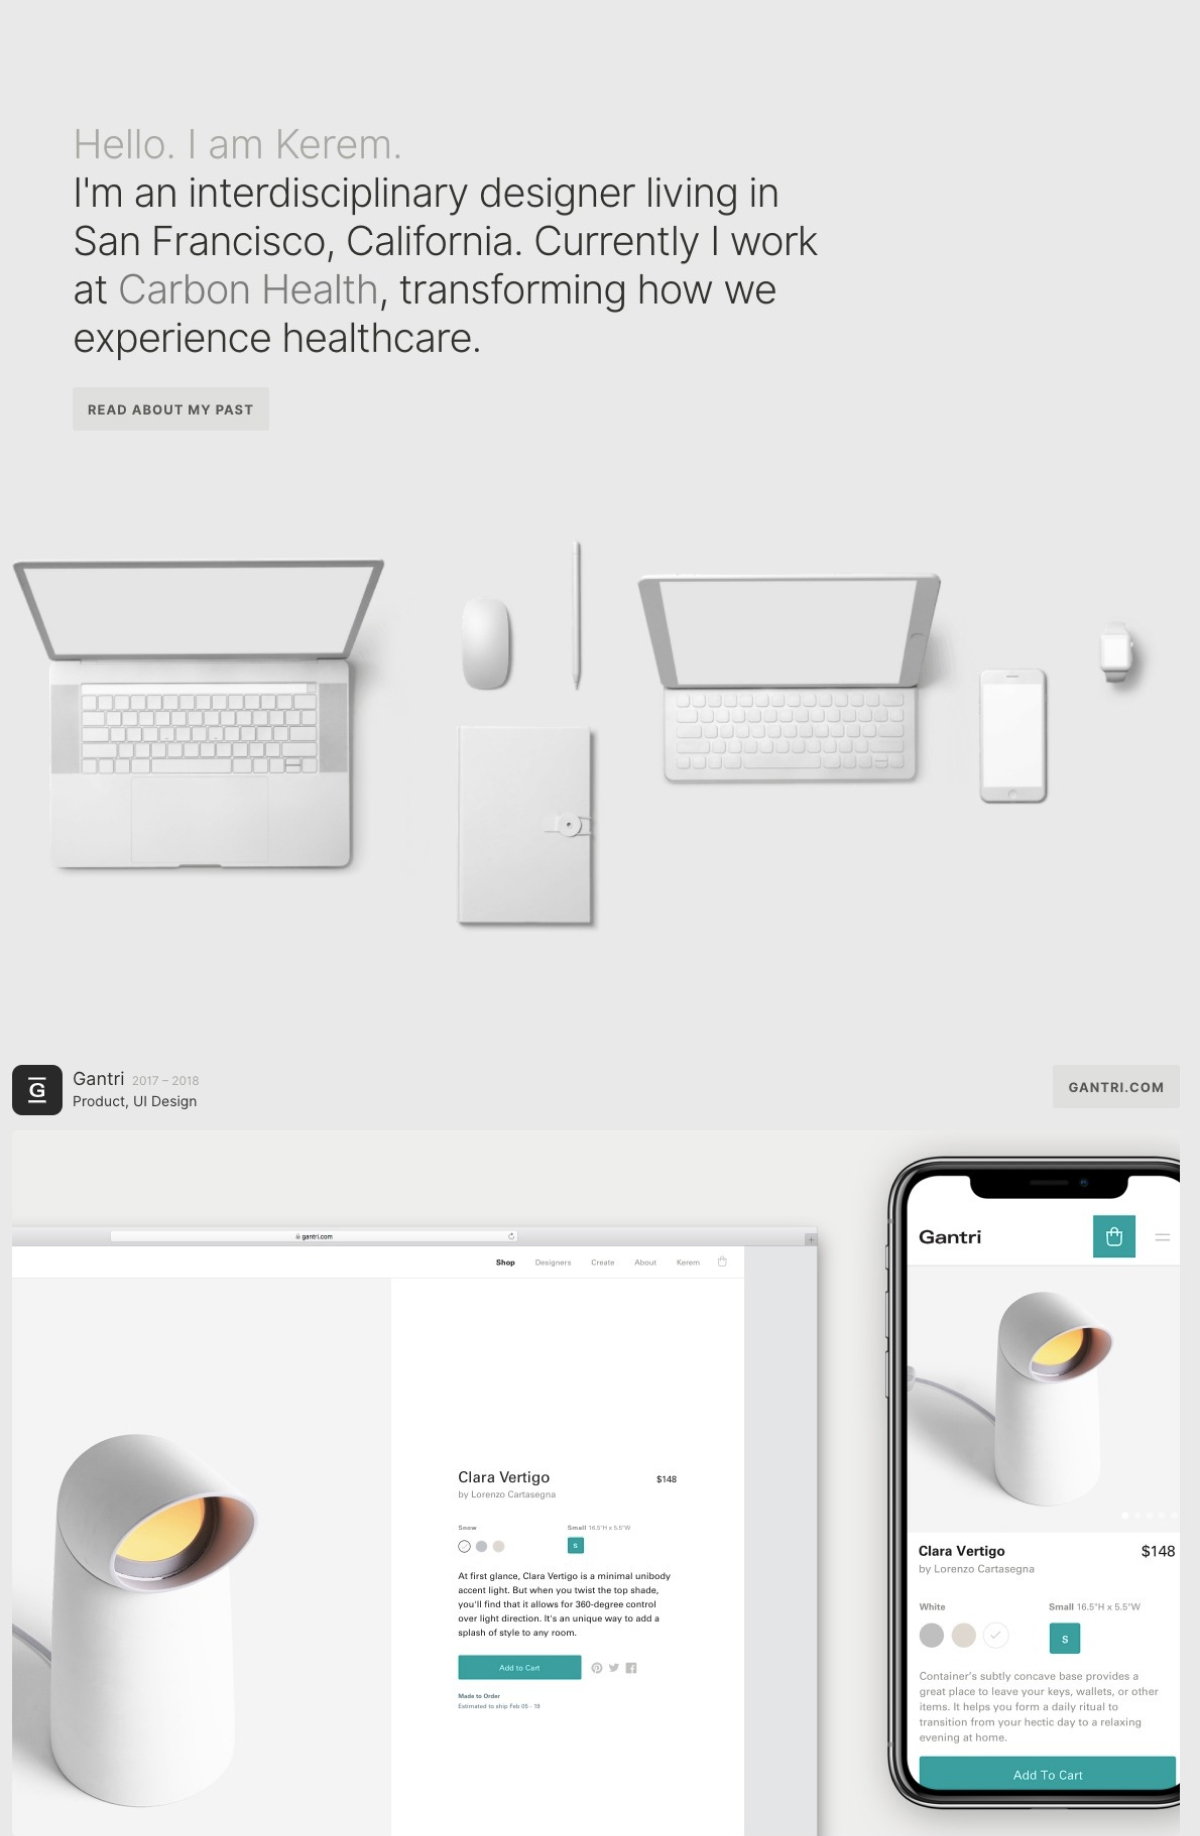 Hello. I am Kerem.
I'm an interdisciplinary designer living in
San Francisco, California. Currently I work
at Carbon Health, transforming how we
experience healthcare.
READ ABOUT MY PAST
G
Gantri 2017 – 2018
Product, UI Design
GANTRI.COM
gantri.com
Shop Designers Create About Kerem
Clara Vertigo $148
by Lorenzo Cartasegna
Snow Small 16.5"H x 5.5"W
S
At first glance, Clara Vertigo is a minimal unibody
accent light. But when you twist the top shade,
you'll find that it allows for 360-degree control
over light direction. It's an unique way to add a
splash of style to any room.
Add to Cart
Made to Order
Estimated to ship Feb 05 - 19
Gantri
Clara Vertigo $148
by Lorenzo Cartasegna
White Small 16.5"H x 5.5"W
S
Container's subtly concave base provides a
great place to leave your keys, wallets, or other
items. It helps you form a daily ritual to
transition from your hectic day to a relaxing
evening at home.
Add To Cart